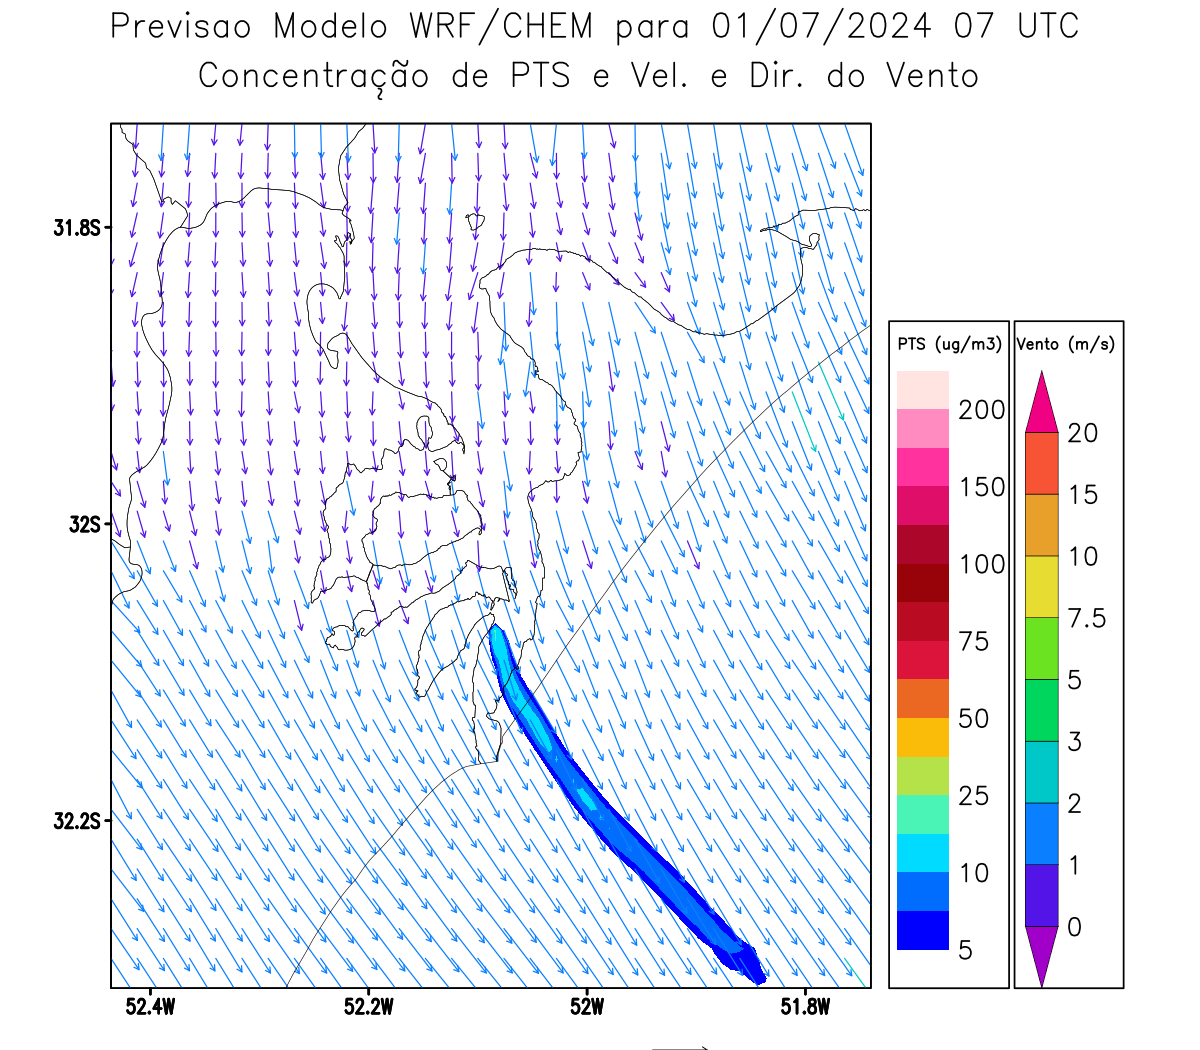 Previsao Modelo WRF/CHEM para 01/07/2024 07 UTC
Concentração de PTS e Vel. e Dir. do Vento
31.8S
32S
32.2S
52.4W 52.2W 52W 51.8W
PTS (ug/m3)
200
150
100
75
50
25
10
5
Vento (m/s)
20
15
10
7.5
5
3
2
1
0